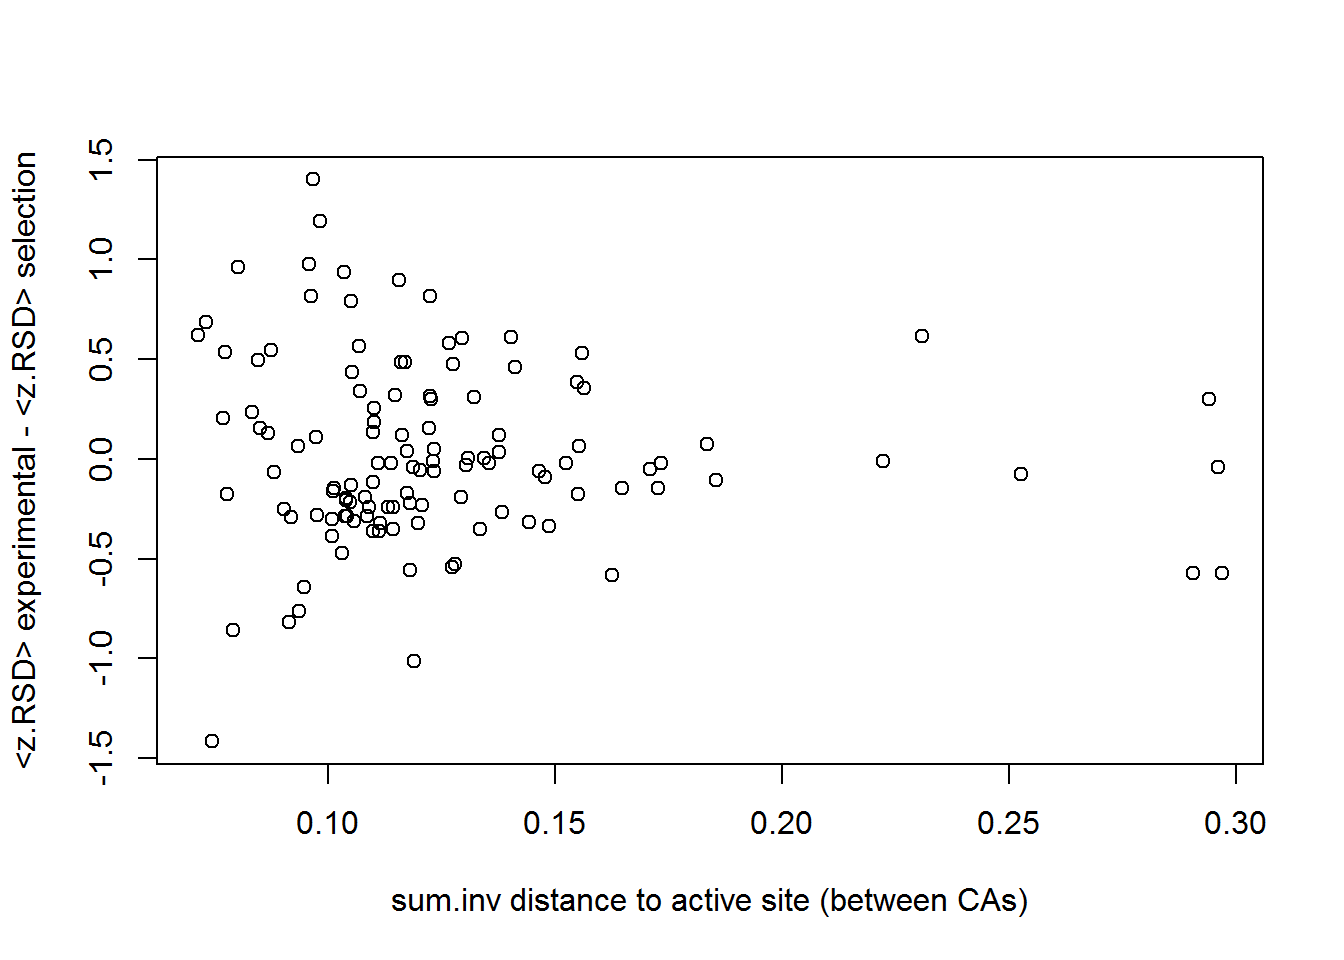 <z.RSD> experimental - <z.RSD> selection
1.5
1.0
0.5
0.0
-0.5
-1.0
-1.5
0.10 0.15 0.20 0.25 0.30
sum.inv distance to active site (between CAs)